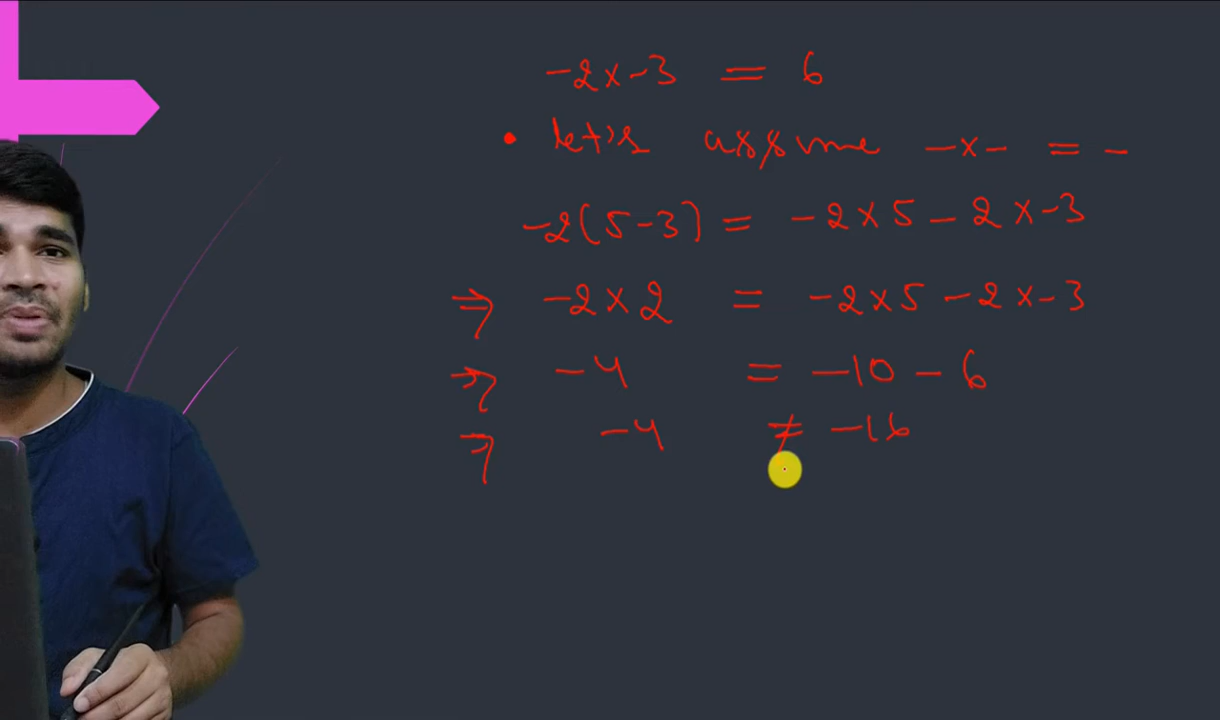 -2x-3 = 6
• let's assume -x- = -
-2(5-3) = -2x5-2x-3
⇒ -2x2 = -2x5-2x-3
⇒ -4 = -10-6
⇒ -4 ≠ -16